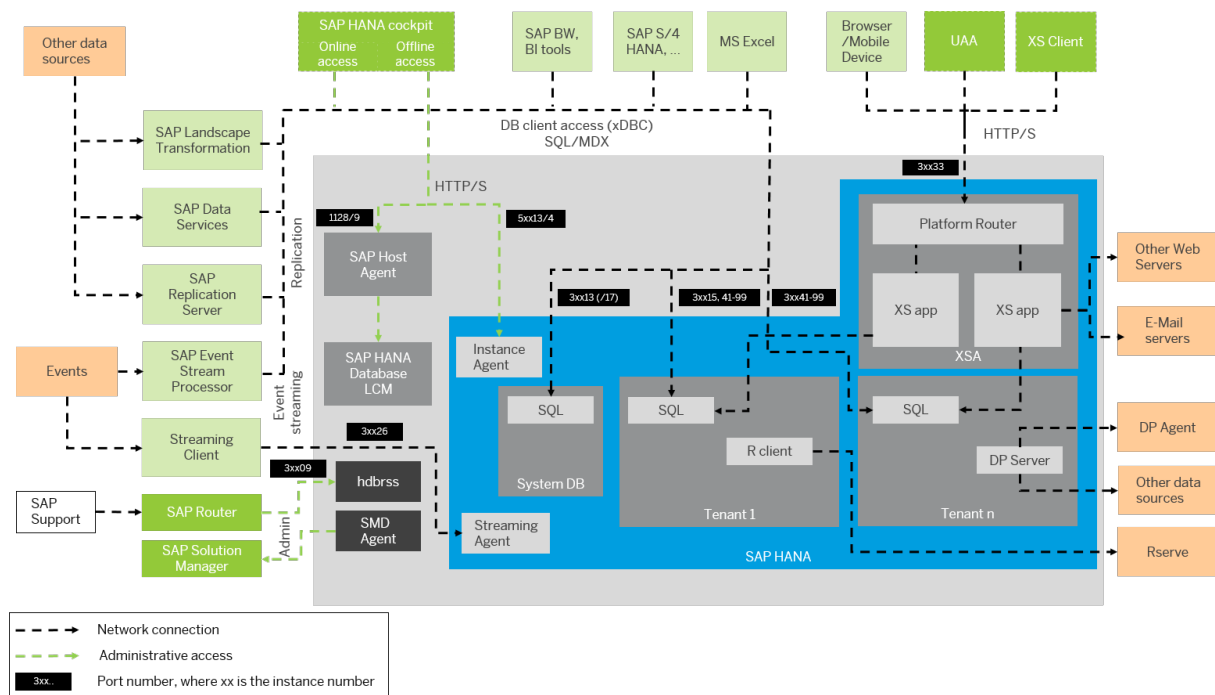 SAP HANA cockpit
Online
access
Offline
access
Other data
sources
SAP BW,
BI tools
SAP S/4
HANA, ...
MS Excel
Browser
/Mobile
Device
UAA
XS Client
SAP Landscape
Transformation
DB client access (xDBC)
SQL/MDX
HTTP/S
3xx33
HTTP/S
SAP Data
Services
1128/9
5xx13/4
Platform Router
Replication
SAP Host
Agent
Other Web
Servers
SAP
Replication
Server
3xx13 (/17)
3xx15, 41-99
3xx41-99
XS app
XS app
E-Mail
servers
XSA
Events
SAP Event
Stream
Processor
Event
streaming
SAP HANA
Database
LCM
Instance
Agent
SQL
SQL
SQL
Streaming
Client
3xx26
DP Agent
R client
DP Server
3xx09
hdbrss
System DB
Other data
sources
SAP
Support
SAP Router
Admin
SMD
Agent
Streaming
Agent
Tenant 1
Tenant n
SAP Solution
Manager
SAP HANA
Rserve
Network connection
Administrative access
3xx..
Port number, where xx is the instance number